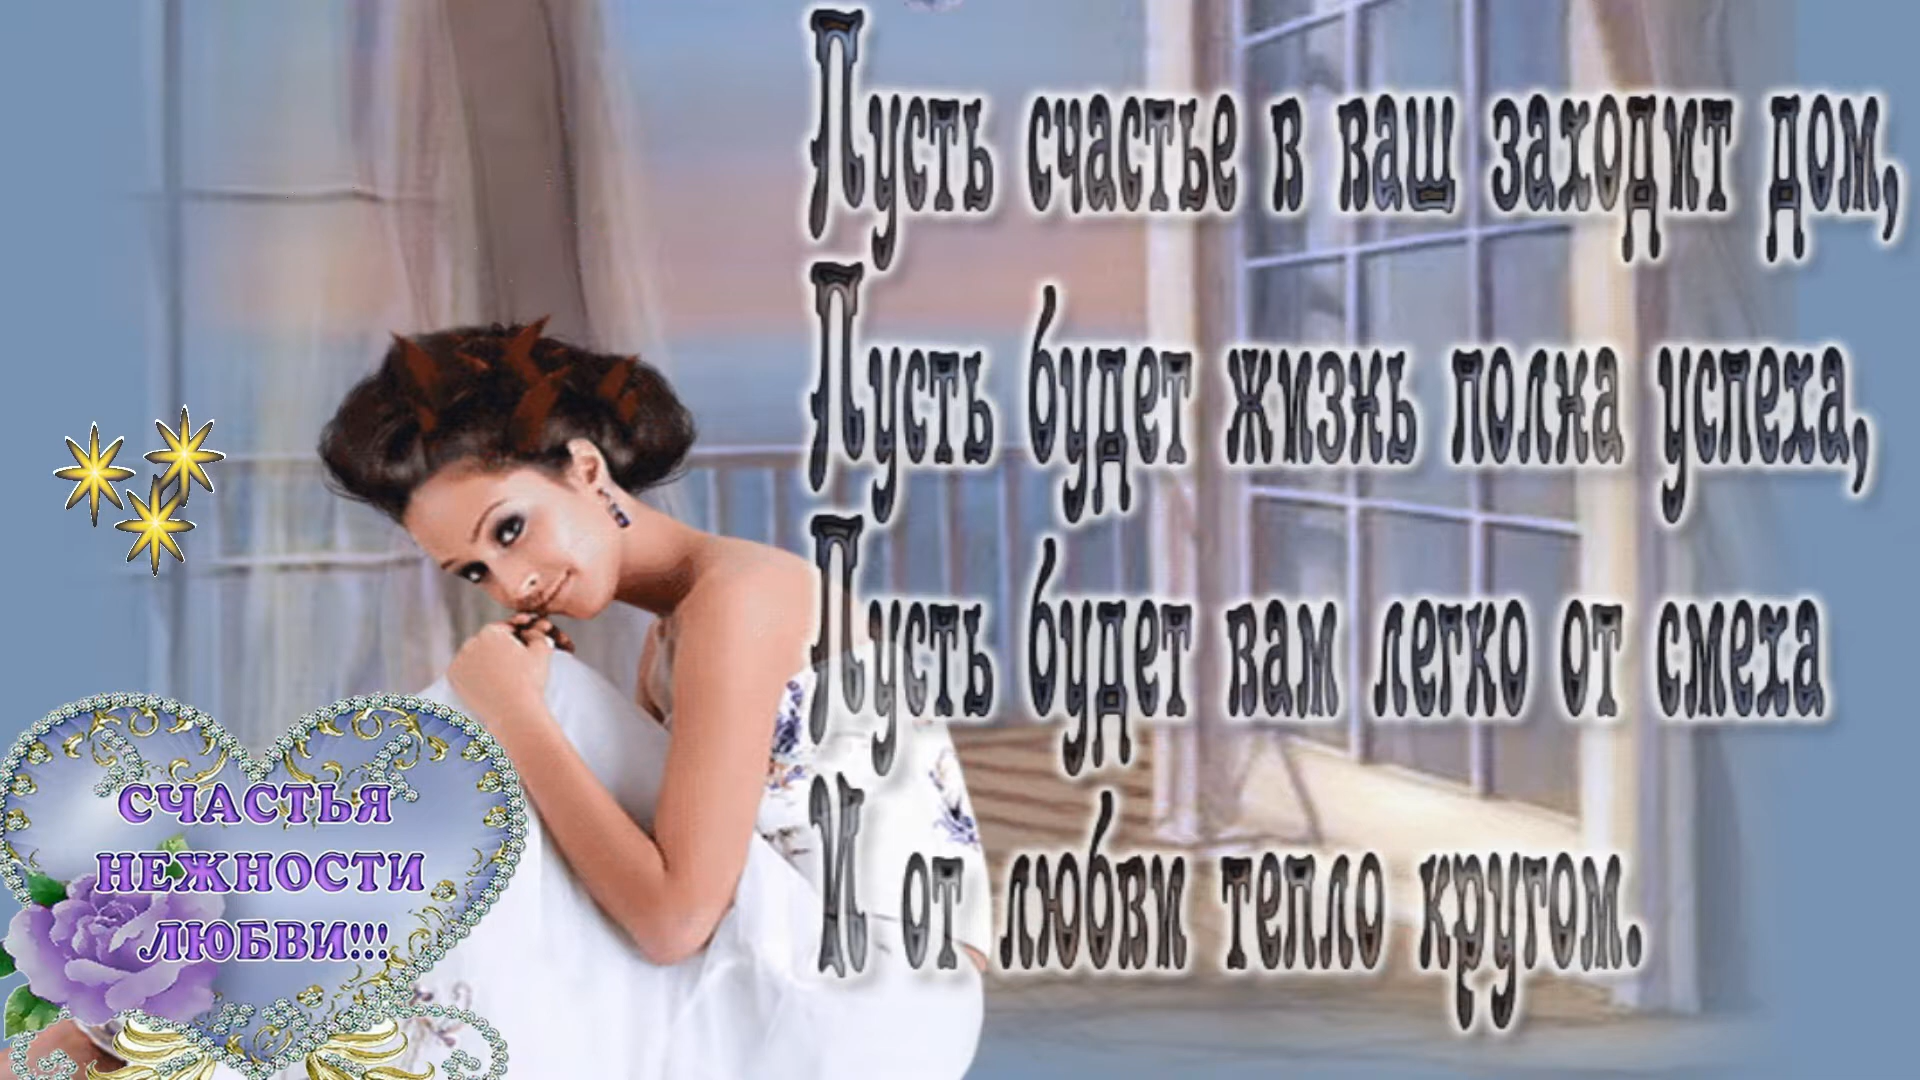 Пусть счастье в ваш заходит дом,
Пусть будет жизнь полна успеха,
Пусть будет вам легко от смеха
И от любви тепло кругом.
СЧАСТЬЯ
НЕЖНОСТИ
ЛЮБВИ!!!